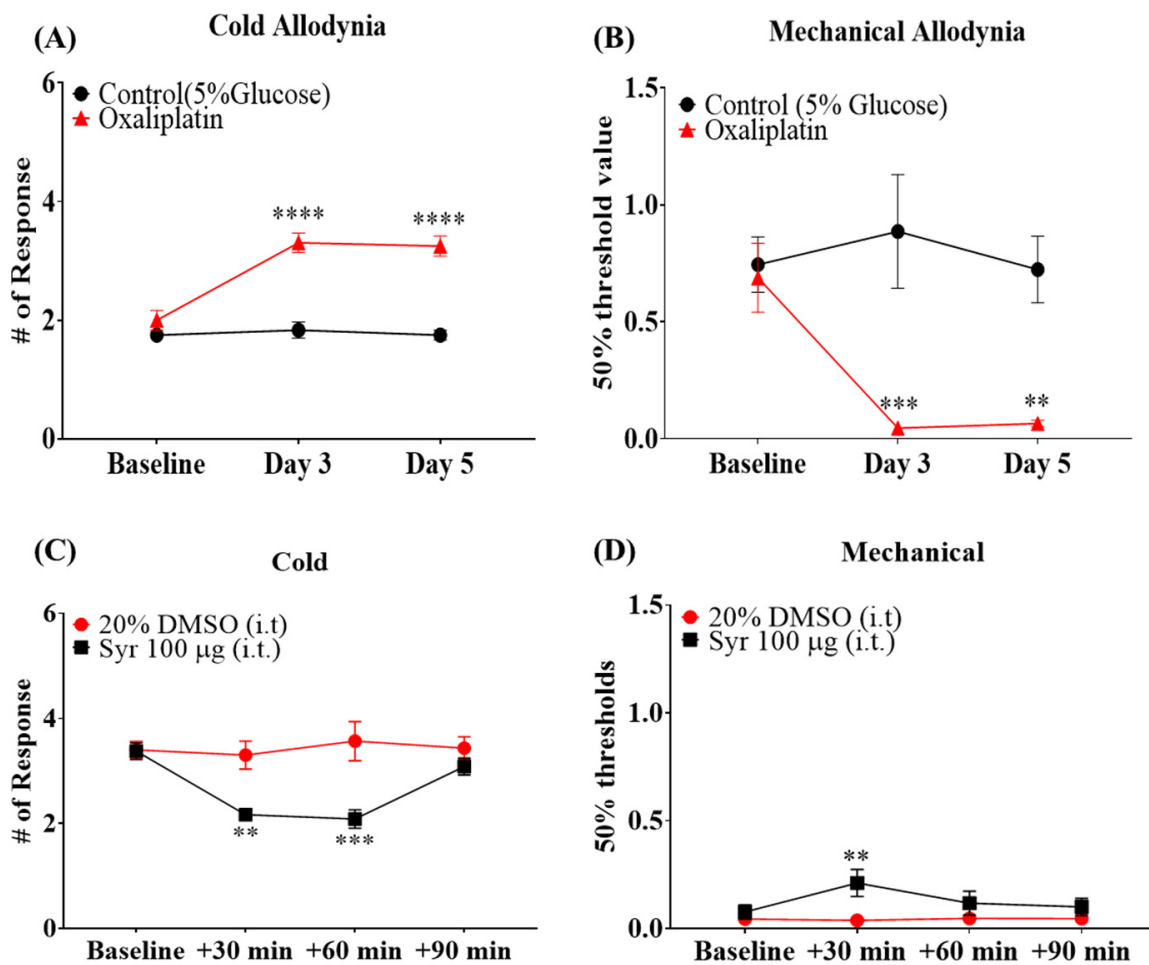 (A)
Cold Allodynia
6
4
2
0
# of Response
Control(5%Glucose)
Oxaliplatin
****
****
Baseline
Day 3
Day 5
(B)
Mechanical Allodynia
1.5
1.0
0.5
0.0
50% threshold value
Control (5% Glucose)
Oxaliplatin
***
**
Baseline
Day 3
Day 5
(C)
Cold
6
4
2
0
# of Response
20% DMSO (i.t)
Syr 100 μg (i.t.)
**
***
Baseline
+30 min
+60 min
+90 min
(D)
Mechanical
1.5
1.0
0.5
0.0
50% thresholds
20% DMSO (i.t)
Syr 100 μg (i.t.)
**
Baseline
+30 min
+60 min
+90 min